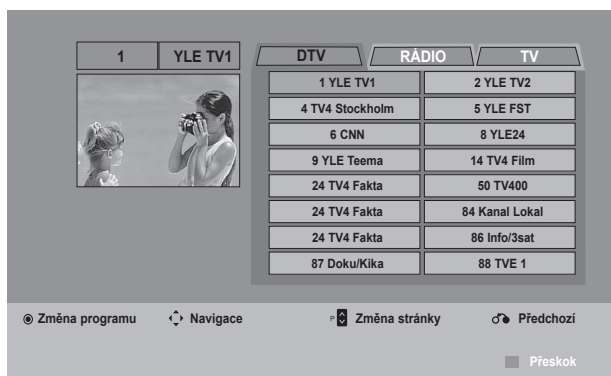 1 YLE TV1
DTV RÁDIO TV
1 YLE TV1 2 YLE TV2
4 TV4 Stockholm 5 YLE FST
6 CNN 8 YLE24
9 YLE Teema 14 TV4 Film
24 TV4 Fakta 50 TV400
24 TV4 Fakta 84 Kanal Lokal
24 TV4 Fakta 86 Info/3sat
87 Doku/Kika 88 TVE 1
Změna programu Navigace P Změna stránky Předchozí
Přeskok